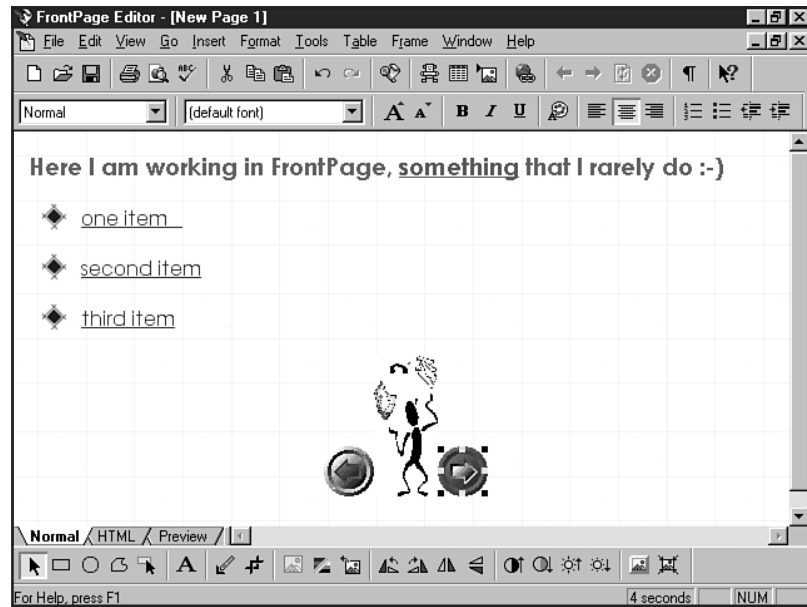 FrontPage Editor - [New Page 1]
File Edit View Go Insert Format Tools Table Frame Window Help
ABC
Normal (default font) A A B I U
Here I am working in FrontPage, something that I rarely do :-)
one item
second item
third item
Normal HTML Preview
A
For Help, press F1 4 seconds NUM